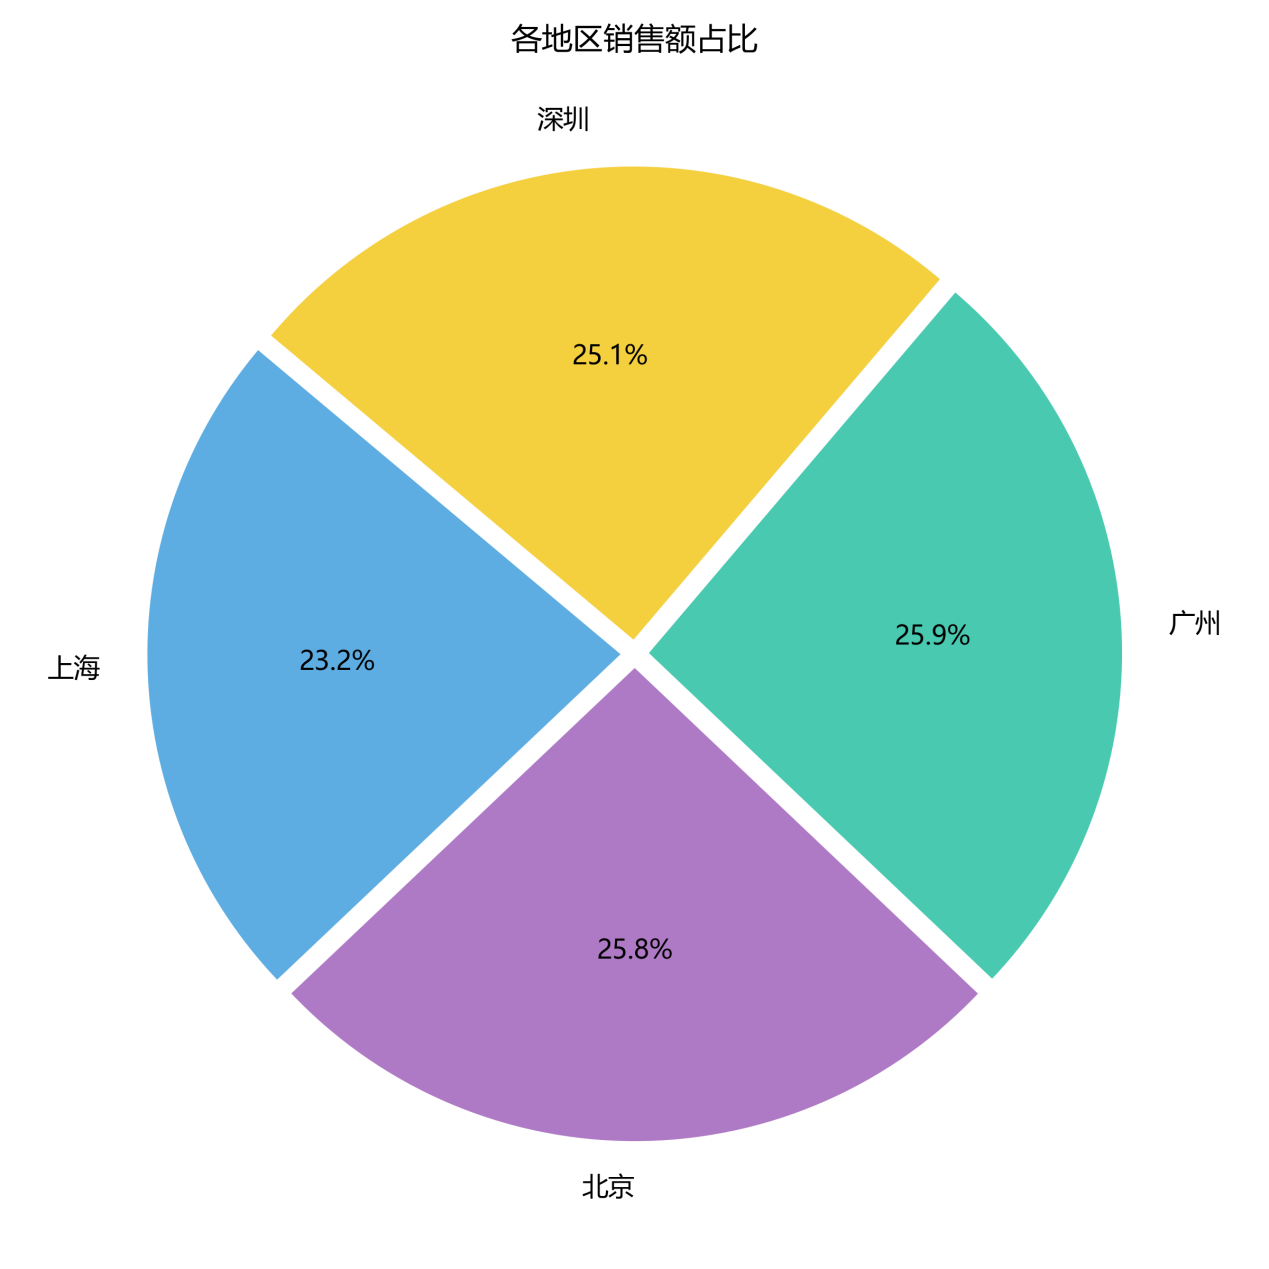 各地区销售额占比
深圳
25.1%
25.9%
广州
上海
23.2%
25.8%
北京